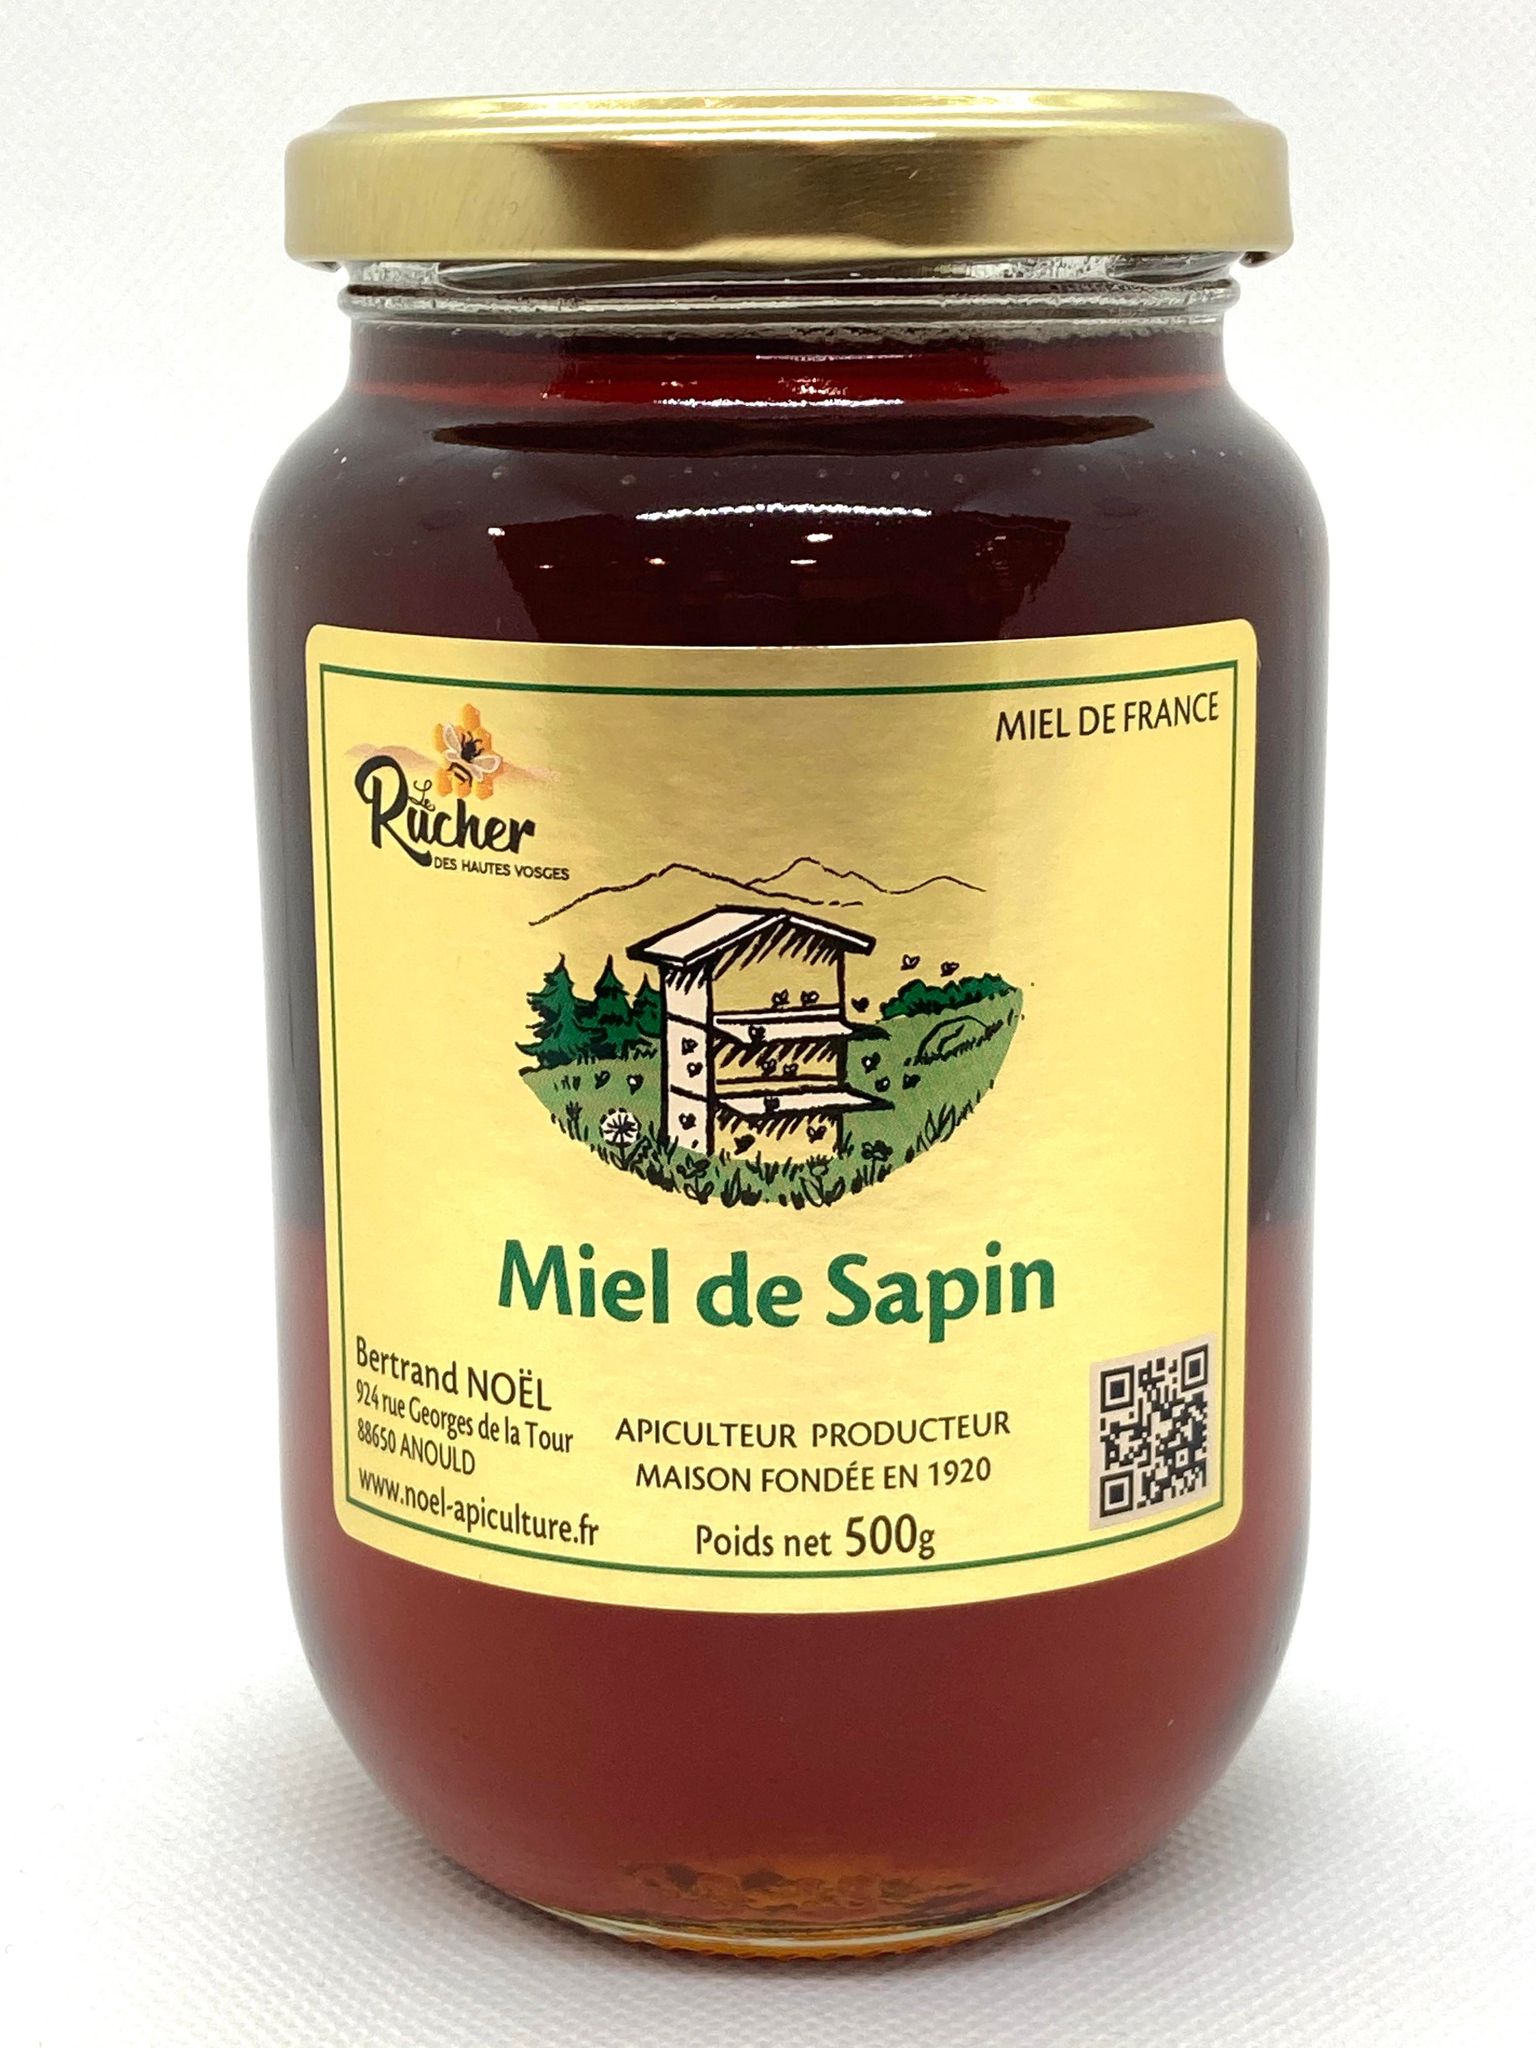 MIEL DE FRANCE
Le
Rucher
DES HAUTES VOSGES
Miel de Sapin
Bertrand NOËL
924 rue Georges de la Tour
88650 ANOULD
www.noel-apiculture.fr
APICULTEUR PRODUCTEUR
MAISON FONDÉE EN 1920
Poids net 500g